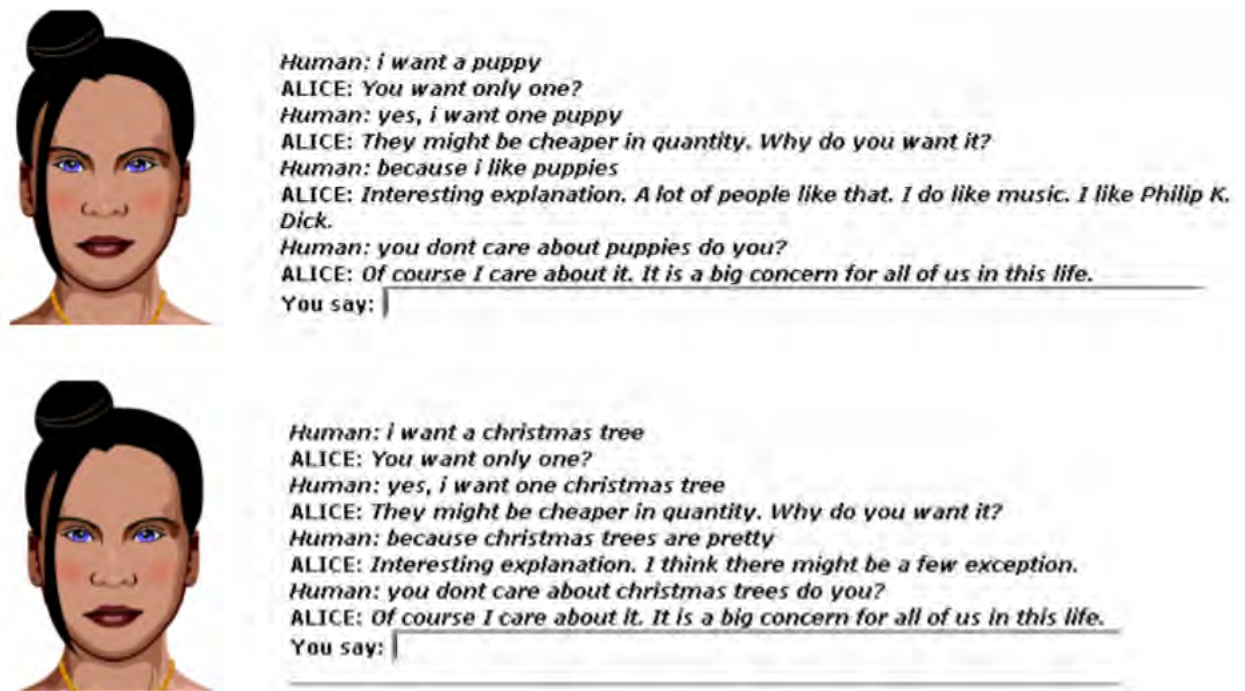 Human: i want a puppy
ALICE: You want only one?
Human: yes, i want one puppy
ALICE: They might be cheaper in quantity. Why do you want it?
Human: because i like puppies
ALICE: Interesting explanation. A lot of people like that. I do like music. I like Philip K.
Dick.
Human: you dont care about puppies do you?
ALICE: Of course I care about it. It is a big concern for all of us in this life.
You say:
Human: i want a christmas tree
ALICE: You want only one?
Human: yes, i want one christmas tree
ALICE: They might be cheaper in quantity. Why do you want it?
Human: because christmas trees are pretty
ALICE: Interesting explanation. I think there might be a few exception.
Human: you dont care about christmas trees do you?
ALICE: Of course I care about it. It is a big concern for all of us in this life.
You say: